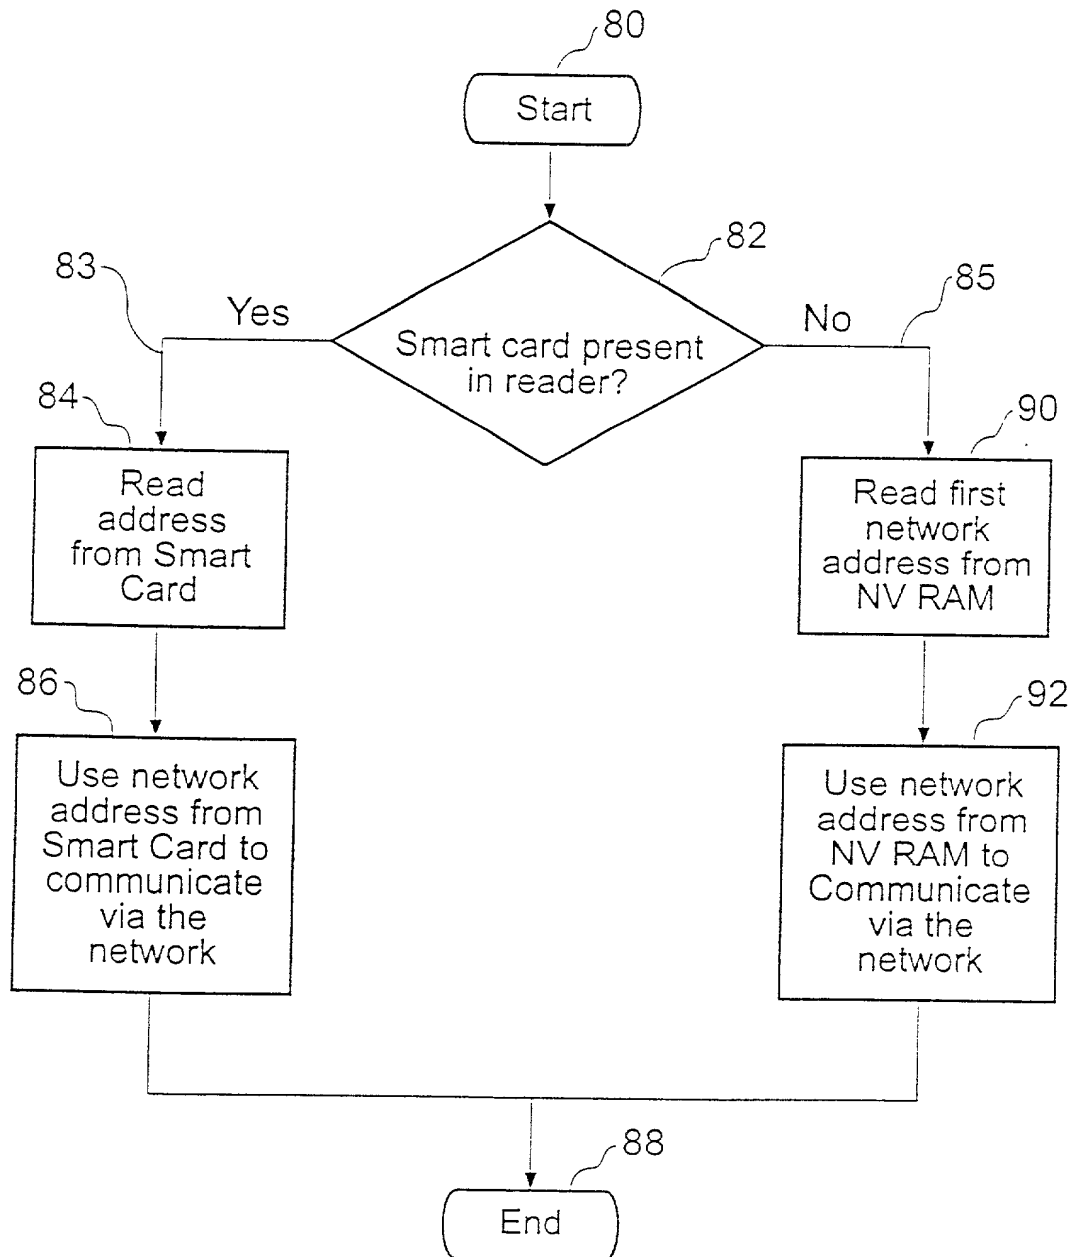 80
Start
82
83
Yes
No
85
Smart card present
in reader?
84
90
Read
address
from Smart
Card
Read first
network
address from
NV RAM
86
92
Use network
address from
Smart Card to
communicate
via the
network
Use network
address from
NV RAM to
Communicate
via the
network
88
End